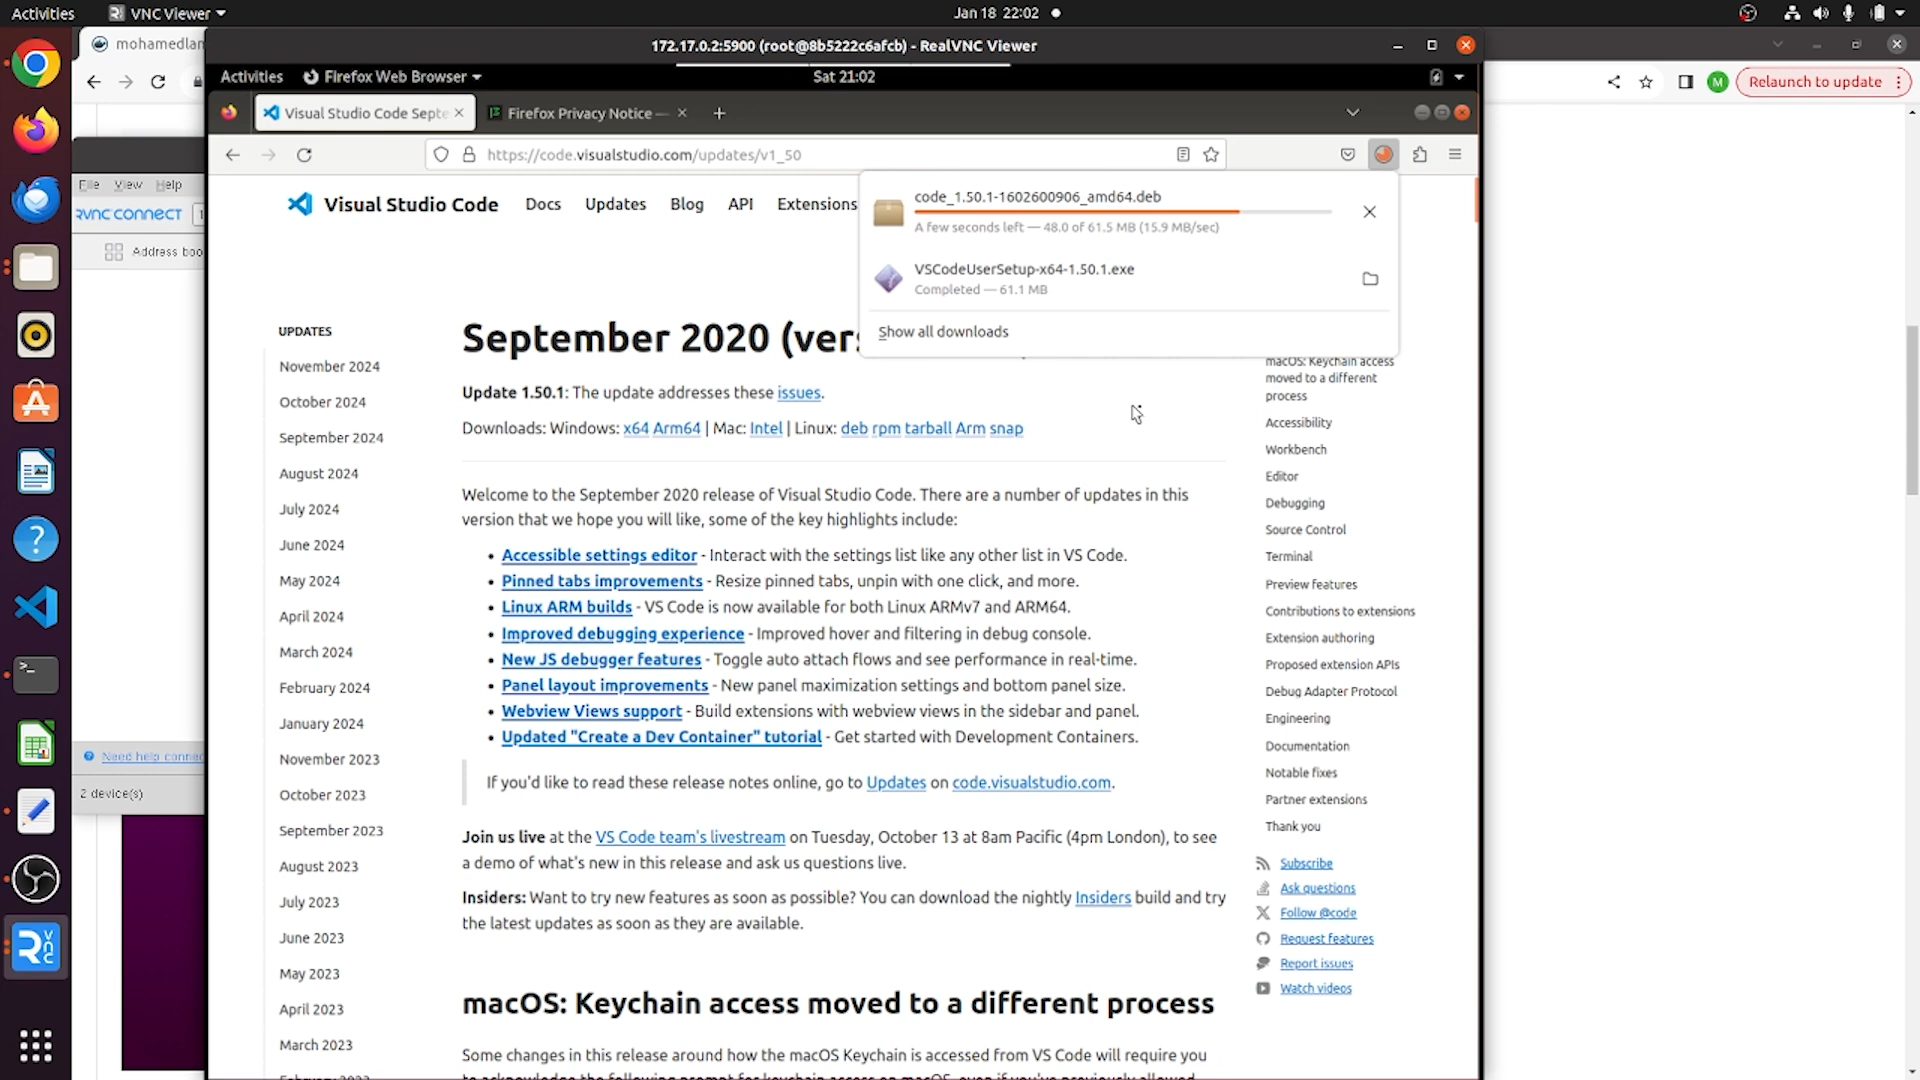 Activities
VNC Viewer
Jan 18 22:02
mohamedlan
172.17.0.2:5900 (root@8b5222c6afcb) - RealVNC Viewer
Relaunch to update
M
Activities
Firefox Web Browser
Sat 21:02
Visual Studio Code Septe
Firefox Privacy Notice —
https://code.visualstudio.com/updates/v1_50
File View Help
RVNC CONNECT
Address boo
Need help connec
2 device(s)
Visual Studio Code
Docs
Updates
Blog
API
Extensions
code_1.50.1-1602600906_amd64.deb
A few seconds left — 48.0 of 61.5 MB (15.9 MB/sec)
VSCodeUserSetup-x64-1.50.1.exe
Completed — 61.1 MB
Show all downloads
UPDATES
November 2024
October 2024
September 2024
August 2024
July 2024
June 2024
May 2024
April 2024
March 2024
February 2024
January 2024
November 2023
October 2023
September 2023
August 2023
July 2023
June 2023
May 2023
April 2023
March 2023
September 2020 (vers
Update 1.50.1: The update addresses these issues.
Downloads: Windows: x64 Arm64 | Mac: Intel | Linux: deb rpm tarball Arm snap
Welcome to the September 2020 release of Visual Studio Code. There are a number of updates in this
version that we hope you will like, some of the key highlights include:
• Accessible settings editor - Interact with the settings list like any other list in VS Code.
• Pinned tabs improvements - Resize pinned tabs, unpin with one click, and more.
• Linux ARM builds - VS Code is now available for both Linux ARMv7 and ARM64.
• Improved debugging experience - Improved hover and filtering in debug console.
• New JS debugger features - Toggle auto attach flows and see performance in real-time.
• Panel layout improvements - New panel maximization settings and bottom panel size.
• Webview Views support - Build extensions with webview views in the sidebar and panel.
• Updated "Create a Dev Container" tutorial - Get started with Development Containers.
If you'd like to read these release notes online, go to Updates on code.visualstudio.com.
Join us live at the VS Code team's livestream on Tuesday, October 13 at 8am Pacific (4pm London), to see
a demo of what's new in this release and ask us questions live.
Insiders: Want to try new features as soon as possible? You can download the nightly Insiders build and try
the latest updates as soon as they are available.
macOS: Keychain access moved to a different process
Some changes in this release around how the macOS Keychain is accessed from VS Code will require you
to acknowledge the following prompt for keychain access on macOS, even if you've previously allowed
macOS: Keychain access
moved to a different
process
Accessibility
Workbench
Editor
Debugging
Source Control
Terminal
Preview features
Contributions to extensions
Extension authoring
Proposed extension APIs
Debug Adapter Protocol
Engineering
Documentation
Notable fixes
Partner extensions
Thank you
Subscribe
Ask questions
Follow @code
Request features
Report issues
Watch videos